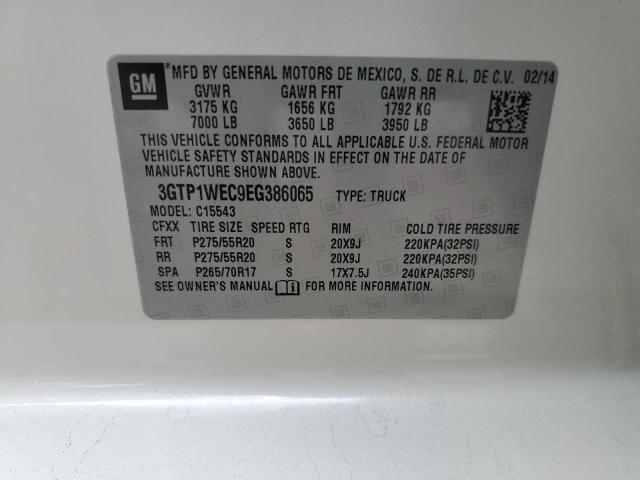 GM MFD BY GENERAL MOTORS DE MEXICO, S. DE R.L. DE C.V. 02/14
GVWR GAWR FRT GAWR RR
3175 KG 1656 KG 1792 KG
7000 LB 3650 LB 3950 LB
THIS VEHICLE CONFORMS TO ALL APPLICABLE U.S. FEDERAL MOTOR
VEHICLE SAFETY STANDARDS IN EFFECT ON THE DATE OF
MANUFACTURE SHOWN ABOVE.
3GTP1WEC9EG386065 TYPE: TRUCK
MODEL: C15543
CFXX TIRE SIZE SPEED RTG RIM COLD TIRE PRESSURE
FRT P275/55R20 S 20X9J 220KPA(32PSI)
RR P275/55R20 S 20X9J 220KPA(32PSI)
SPA P265/70R17 S 17X7.5J 240KPA(35PSI)
SEE OWNER'S MANUAL FOR MORE INFORMATION.